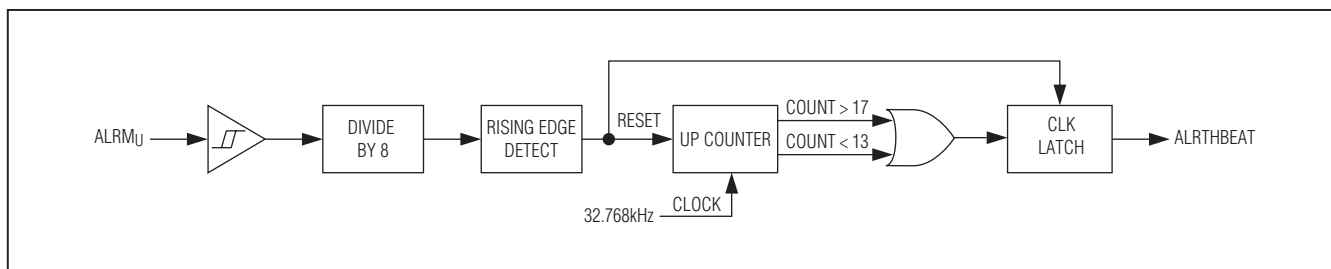 ALRMU
DIVIDE
BY 8
RISING EDGE
DETECT
RESET
UP COUNTER
COUNT > 17
COUNT < 13
CLK
LATCH
ALRTHBEAT
32.768kHz
CLOCK